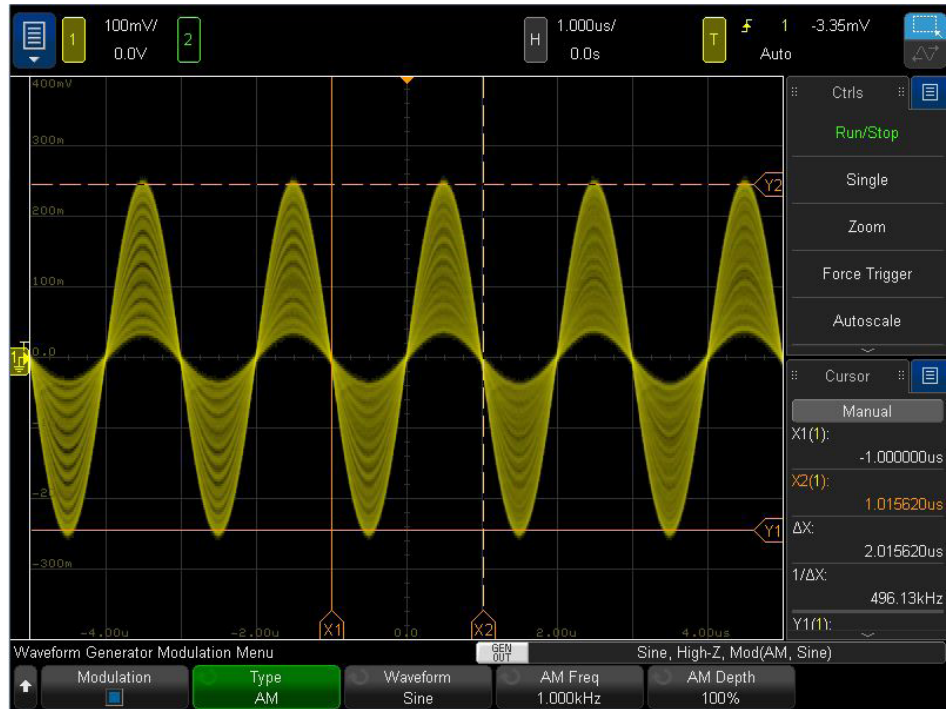 1 100mV/ 2 H 1.000us/ T 1 -3.35mV
0.0V 0.0s Auto
400mV
300m
200m
100m
0.0
-300m
-4.00u -2.00u 0.0 2.00u 4.00us
X1 X2
Y2
Y1
1
T
Ctrls
Run/Stop
Single
Zoom
Force Trigger
Autoscale
Cursor
Manual
X1(1):
-1.000000us
X2(1):
1.015620us
ΔX:
2.015620us
1/ΔX:
496.13kHz
Y1(1):
Waveform Generator Modulation Menu GEN OUT Sine, High-Z, Mod(AM, Sine)
Modulation Type Waveform AM Freq AM Depth
AM Sine 1.000kHz 100%